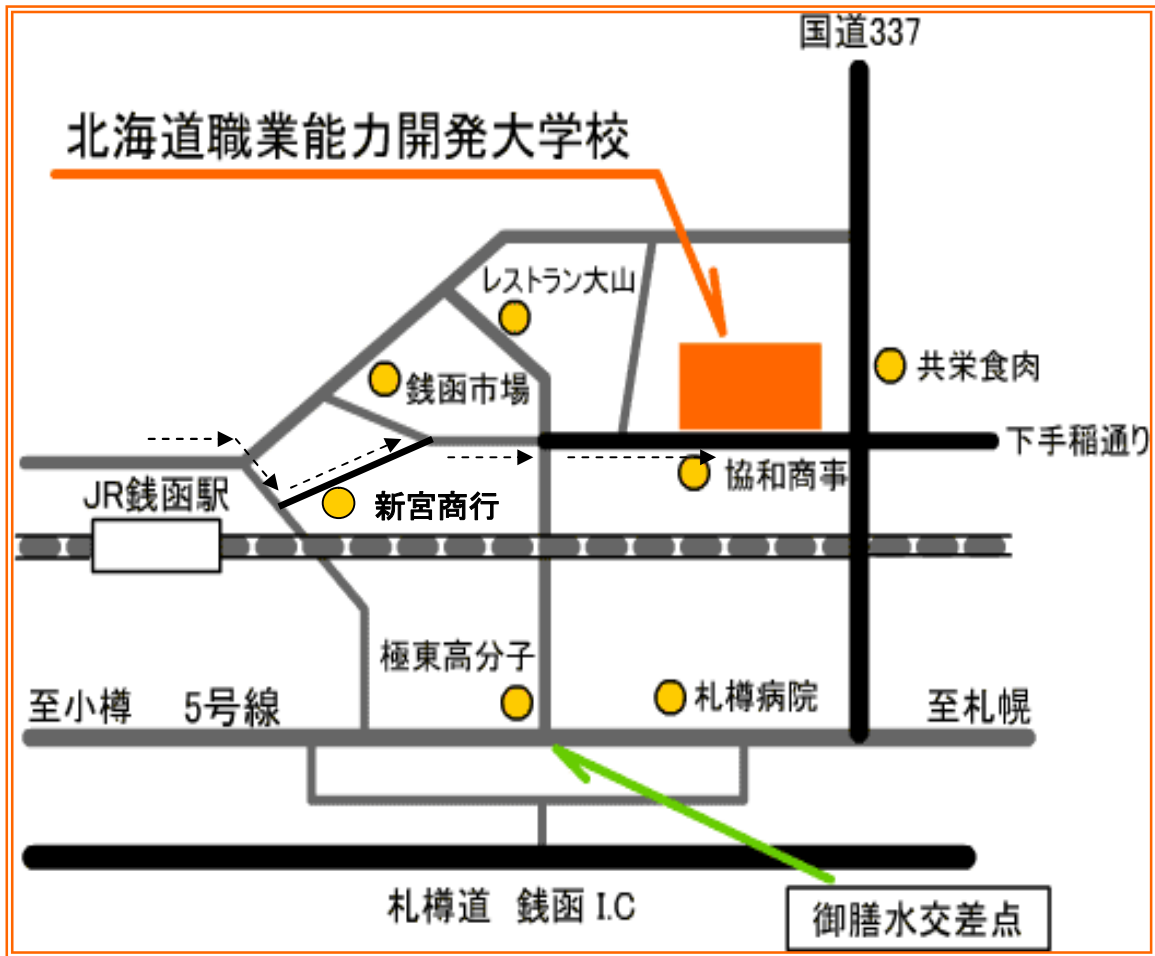 国道337
北海道職業能力開発大学校
レストラン大山
共栄食肉
銭函市場
下手稲通り
協和商事
JR銭函駅
新宮商行
極東高分子
札樽病院
至小樽 5号線
至札幌
札樽道 銭函 I.C
御膳水交差点